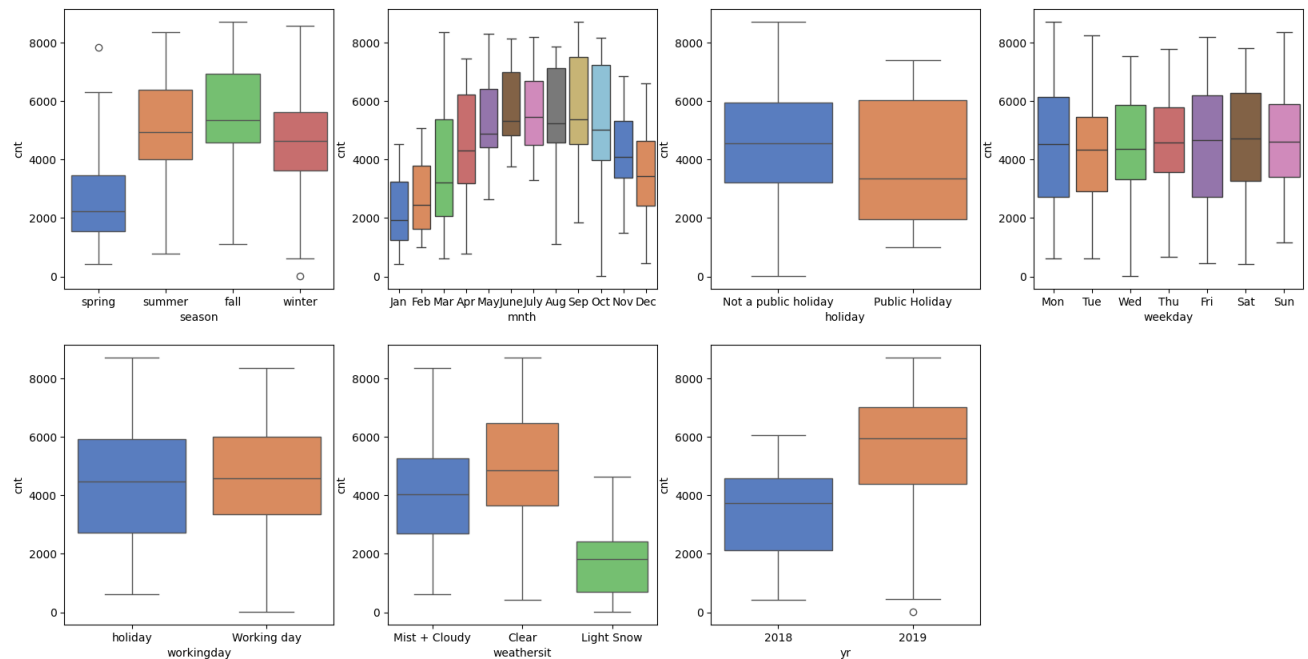 cnt
8000
6000
4000
2000
0
spring summer fall winter
season
cnt
8000
6000
4000
2000
0
Jan Feb Mar Apr May June July Aug Sep Oct Nov Dec
mnth
cnt
8000
6000
4000
2000
0
Not a public holiday Public Holiday
holiday
cnt
8000
6000
4000
2000
0
Mon Tue Wed Thu Fri Sat Sun
weekday
cnt
8000
6000
4000
2000
0
holiday Working day
workingday
cnt
8000
6000
4000
2000
0
Mist + Cloudy Clear Light Snow
weathersit
cnt
8000
6000
4000
2000
0
2018 2019
yr